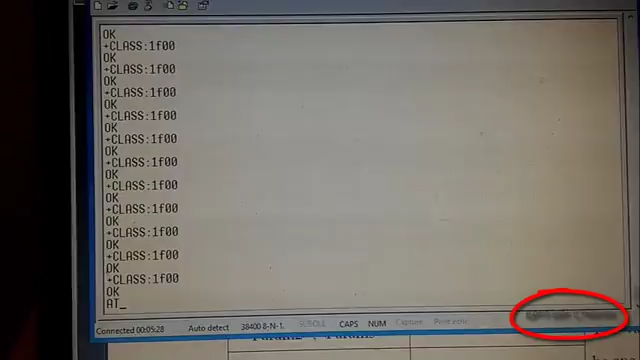 OK
+CLASS:1f00
OK
+CLASS:1f00
OK
+CLASS:1f00
OK
+CLASS:1f00
OK
+CLASS:1f00
OK
+CLASS:1f00
OK
+CLASS:1f00
OK
+CLASS:1f00
OK
+CLASS:1f00
OK
+CLASS:1f00
OK
+CLASS:1f00
OK
AT_
Connected 00:05:28 Auto detect 38400 8-N-1 SCROLL CAPS NUM Capture Print echo